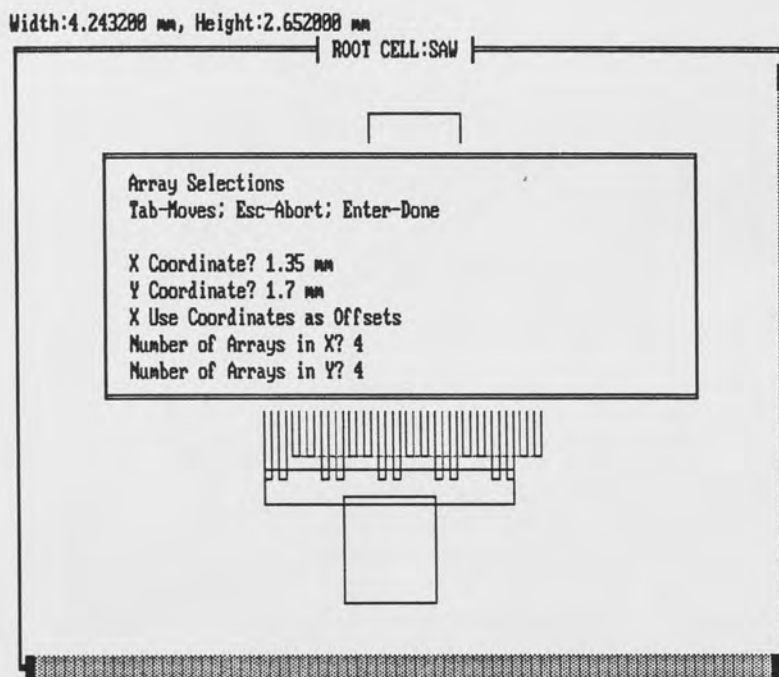 Width:4.243200 mm, Height:2.652000 mm
ROOT CELL:SAW
Array Selections
Tab-Moves; Esc-Abort; Enter-Done
X Coordinate? 1.35 mm
Y Coordinate? 1.7 mm
X Use Coordinates as Offsets
Number of Arrays in X? 4
Number of Arrays in Y? 4